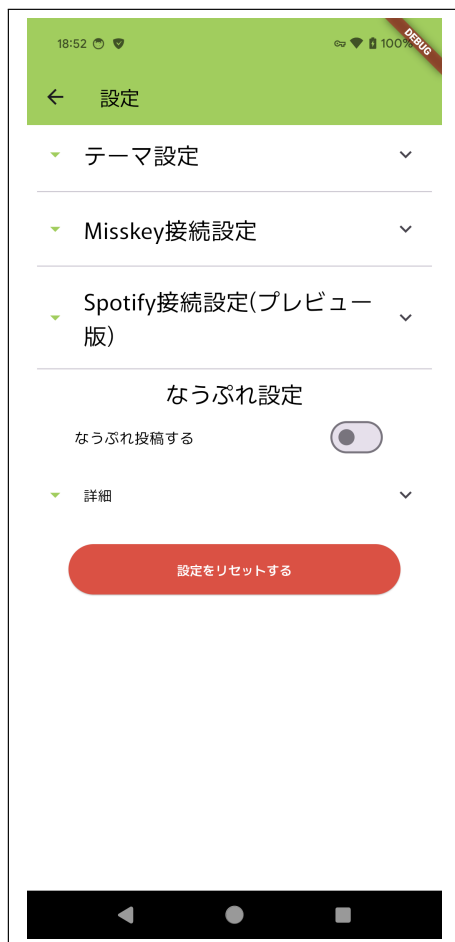 18:52 100%
DEBUG
設定
テーマ設定
Misskey接続設定
Spotify接続設定(プレビュー
版)
なうぷれ設定
なうぷれ投稿する
詳細
設定をリセットする